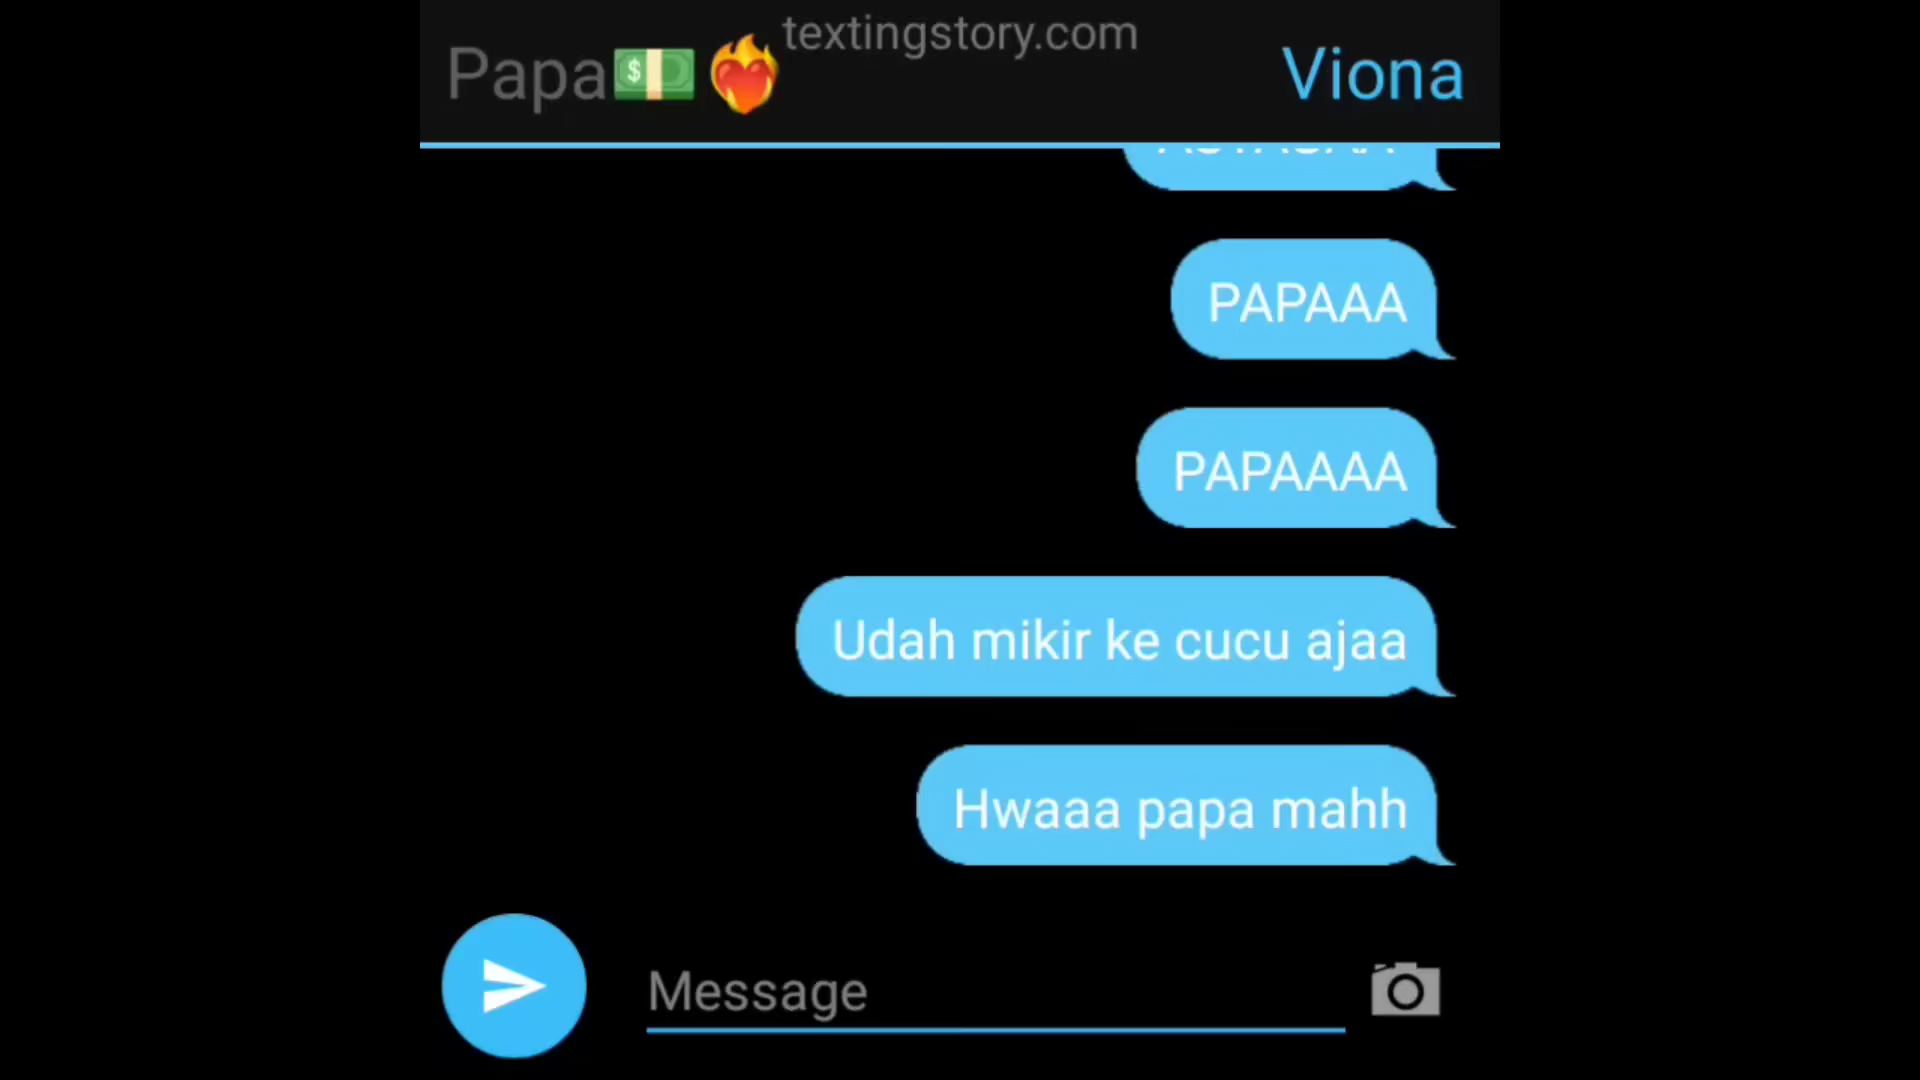 textingstory.com
Papa💵❤️‍🔥
Viona
PAPAAA
PAPAAAA
Udah mikir ke cucu ajaa
Hwaaa papa mahh
Message